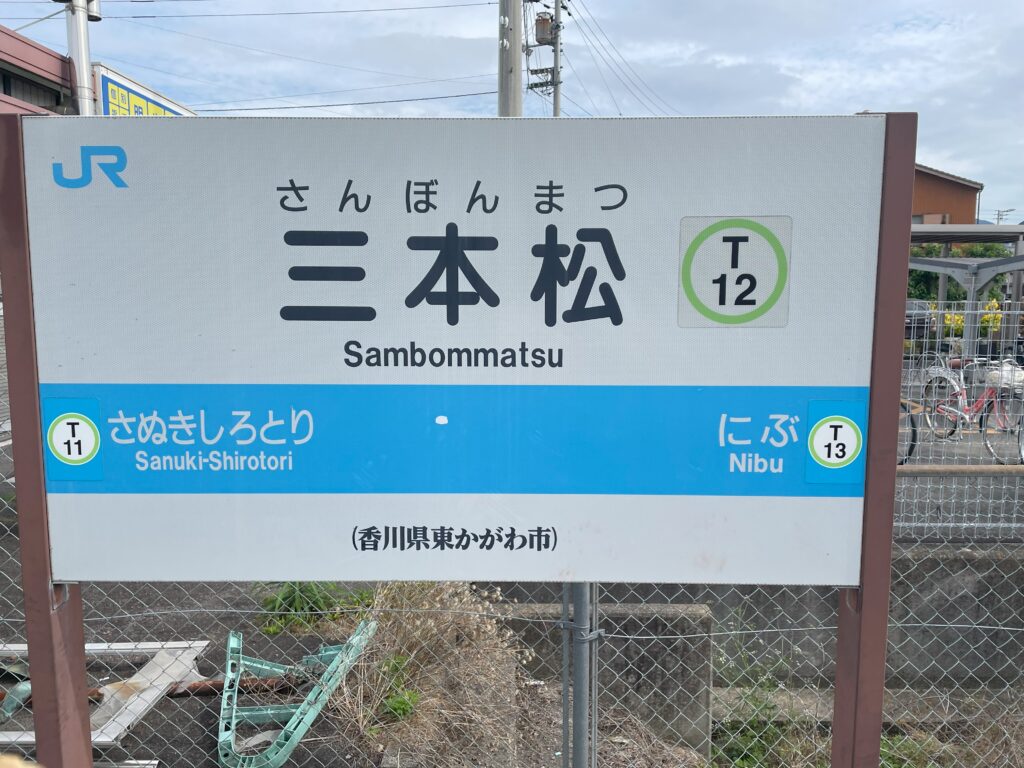 JR
さんぼんまつ
三本松
T
12
Sambommatsu
T
11
さぬきしろとり
Sanuki-Shirotori
にぶ
Nibu
T
13
(香川県東かがわ市)